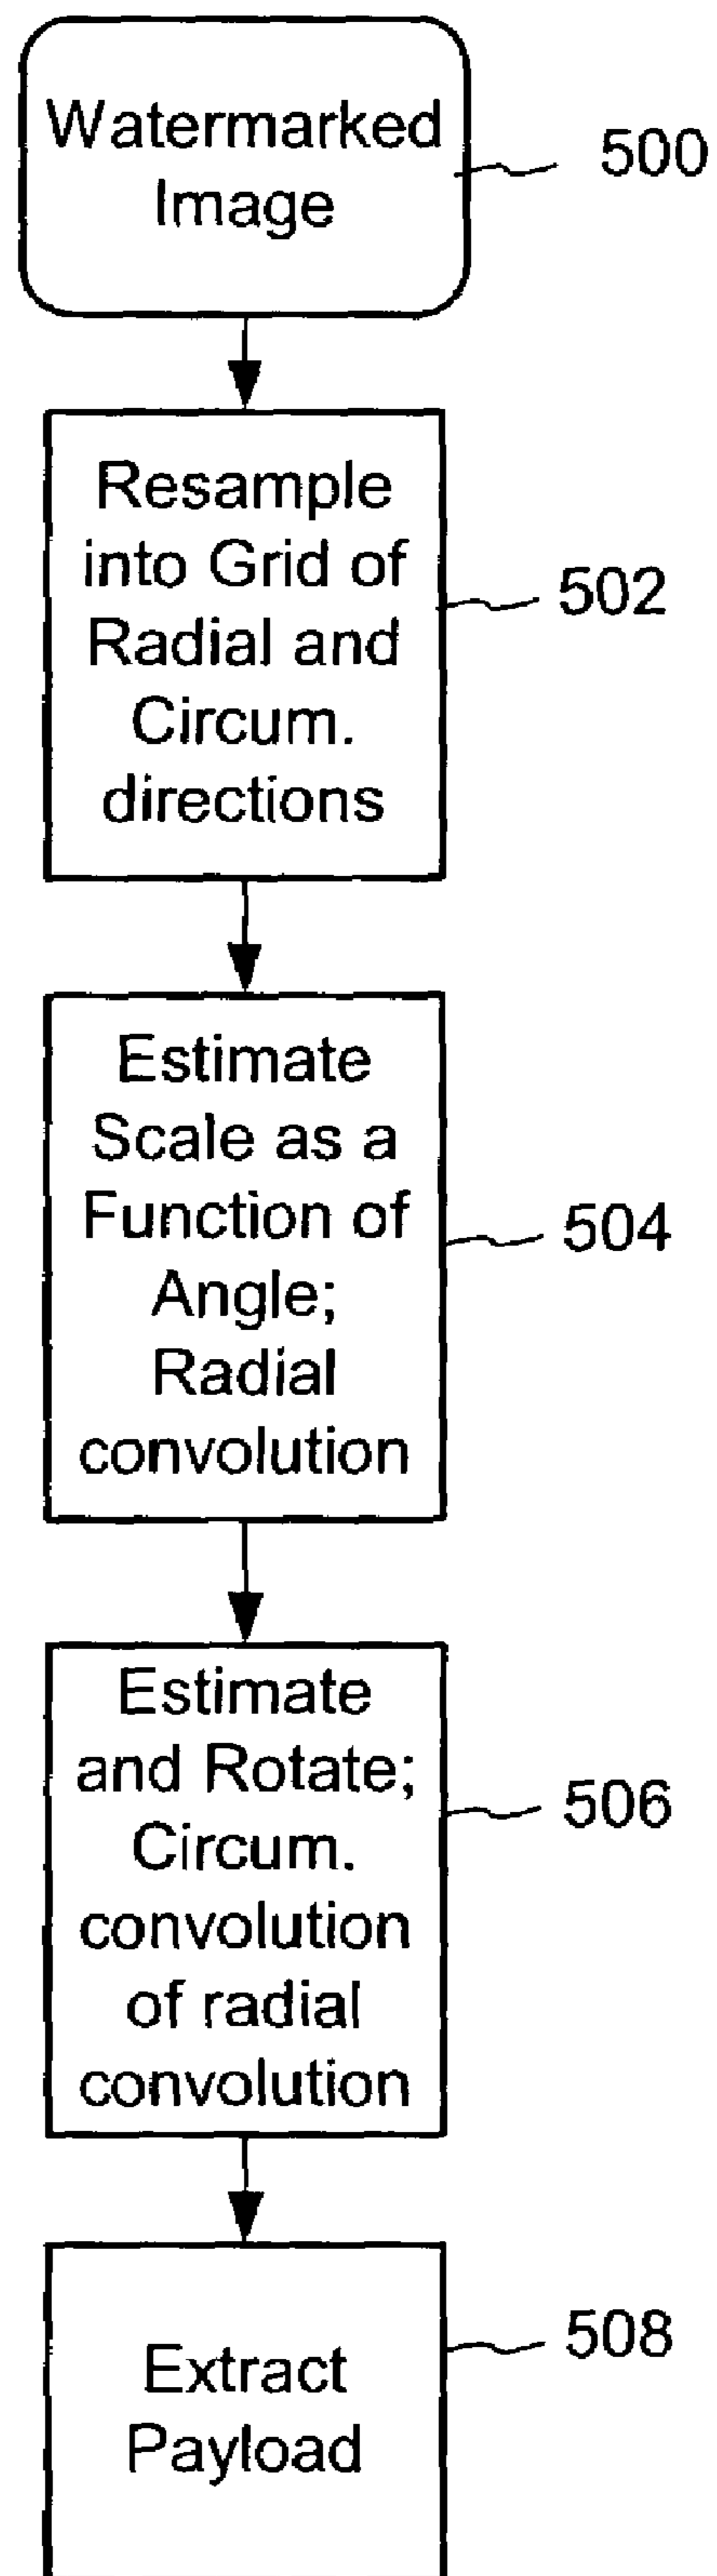 Watermarked
Image
500
Resample
into Grid of
Radial and
Circum.
directions
502
Estimate
Scale as a
Function of
Angle;
Radial
convolution
504
Estimate
and Rotate;
Circum.
convolution
of radial
convolution
506
Extract
Payload
508